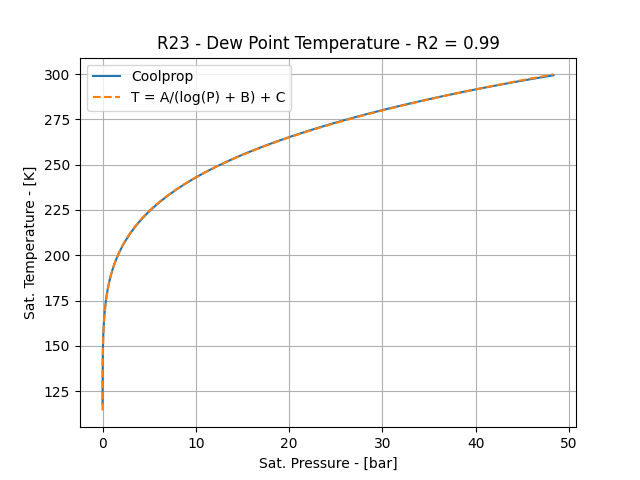 R23 - Dew Point Temperature - R2 = 0.99
Coolprop
T = A/(log(P) + B) + C
Sat. Temperature - [K]
300
275
250
225
200
175
150
125
0 10 20 30 40 50
Sat. Pressure - [bar]